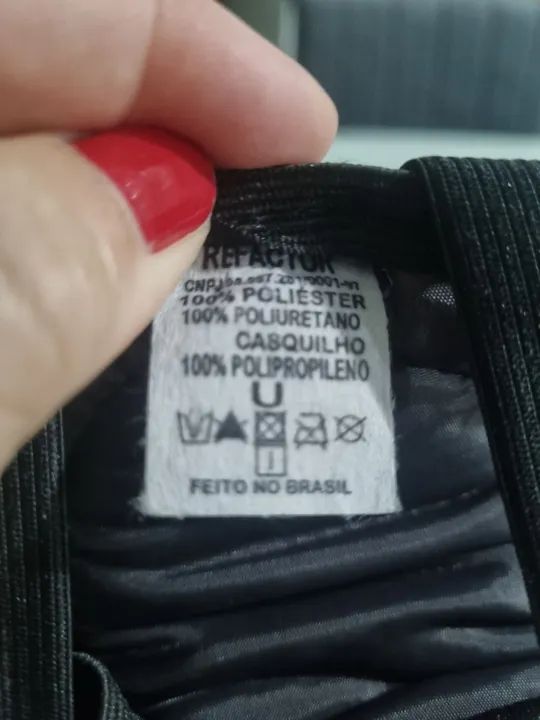 REFACTOR
100% POLIÉSTER
100% POLIURETANO
CASQUILHO
100% POLIPROPILENO
U
FEITO NO BRASIL